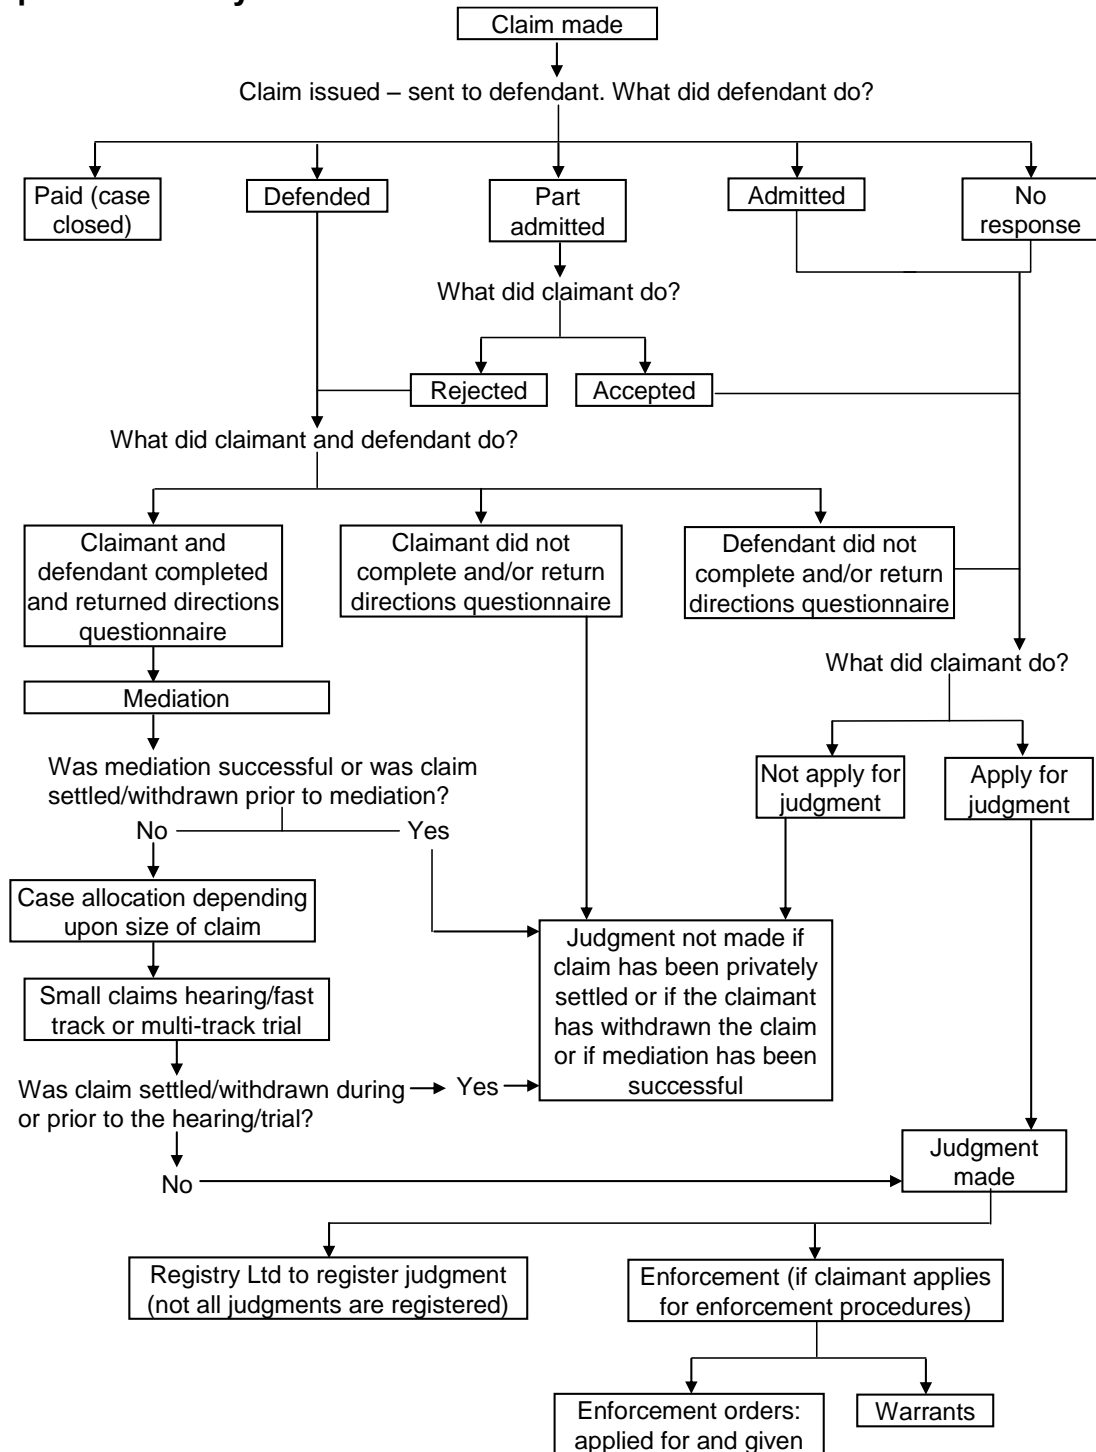 Claim made
Claim issued – sent to defendant. What did defendant do?
Paid (case
closed)
Defended
Part
admitted
Admitted
No
response
What did claimant do?
Rejected
Accepted
What did claimant and defendant do?
Claimant and
defendant completed
and returned directions
questionnaire
Claimant did not
complete and/or return
directions questionnaire
Defendant did not
complete and/or return
directions questionnaire
What did claimant do?
Mediation
Was mediation successful or was claim
settled/withdrawn prior to mediation?
Not apply for
judgment
Apply for
judgment
No
Yes
Case allocation depending
upon size of claim
Judgment not made if
claim has been privately
settled or if the claimant
has withdrawn the claim
or if mediation has been
successful
Small claims hearing/fast
track or multi-track trial
Was claim settled/withdrawn during
or prior to the hearing/trial?
Yes
No
Judgment
made
Registry Ltd to register judgment
(not all judgments are registered)
Enforcement (if claimant applies
for enforcement procedures)
Enforcement orders:
applied for and given
Warrants